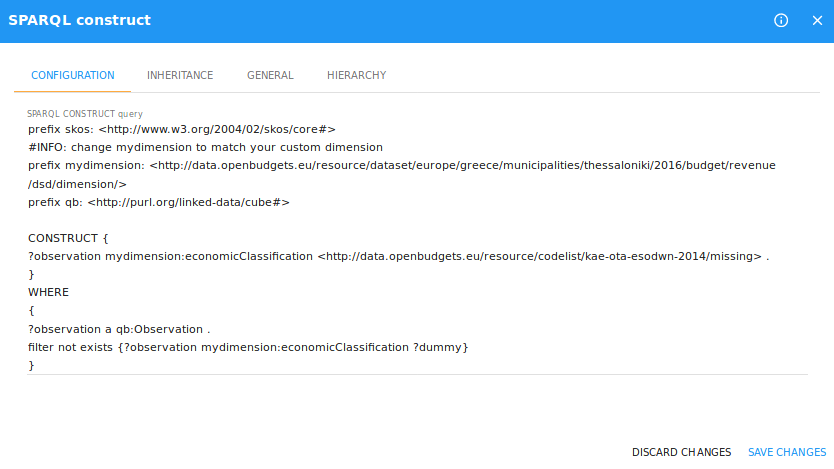 SPARQL construct
CONFIGURATION INHERITANCE GENERAL HIERARCHY
SPARQL CONSTRUCT query
prefix skos: <http://www.w3.org/2004/02/skos/core#>
#INFO: change mydimension to match your custom dimension
prefix mydimension: <http://data.openbudgets.eu/resource/dataset/europe/greece/municipalities/thessaloniki/2016/budget/revenue
/dsd/dimension/>
prefix qb: <http://purl.org/linked-data/cube#>
CONSTRUCT {
?observation mydimension:economicClassification <http://data.openbudgets.eu/resource/codelist/kae-ota-esodwn-2014/missing> .
}
WHERE
{
?observation a qb:Observation .
filter not exists {?observation mydimension:economicClassification ?dummy}
}
DISCARD CHANGES SAVE CHANGES